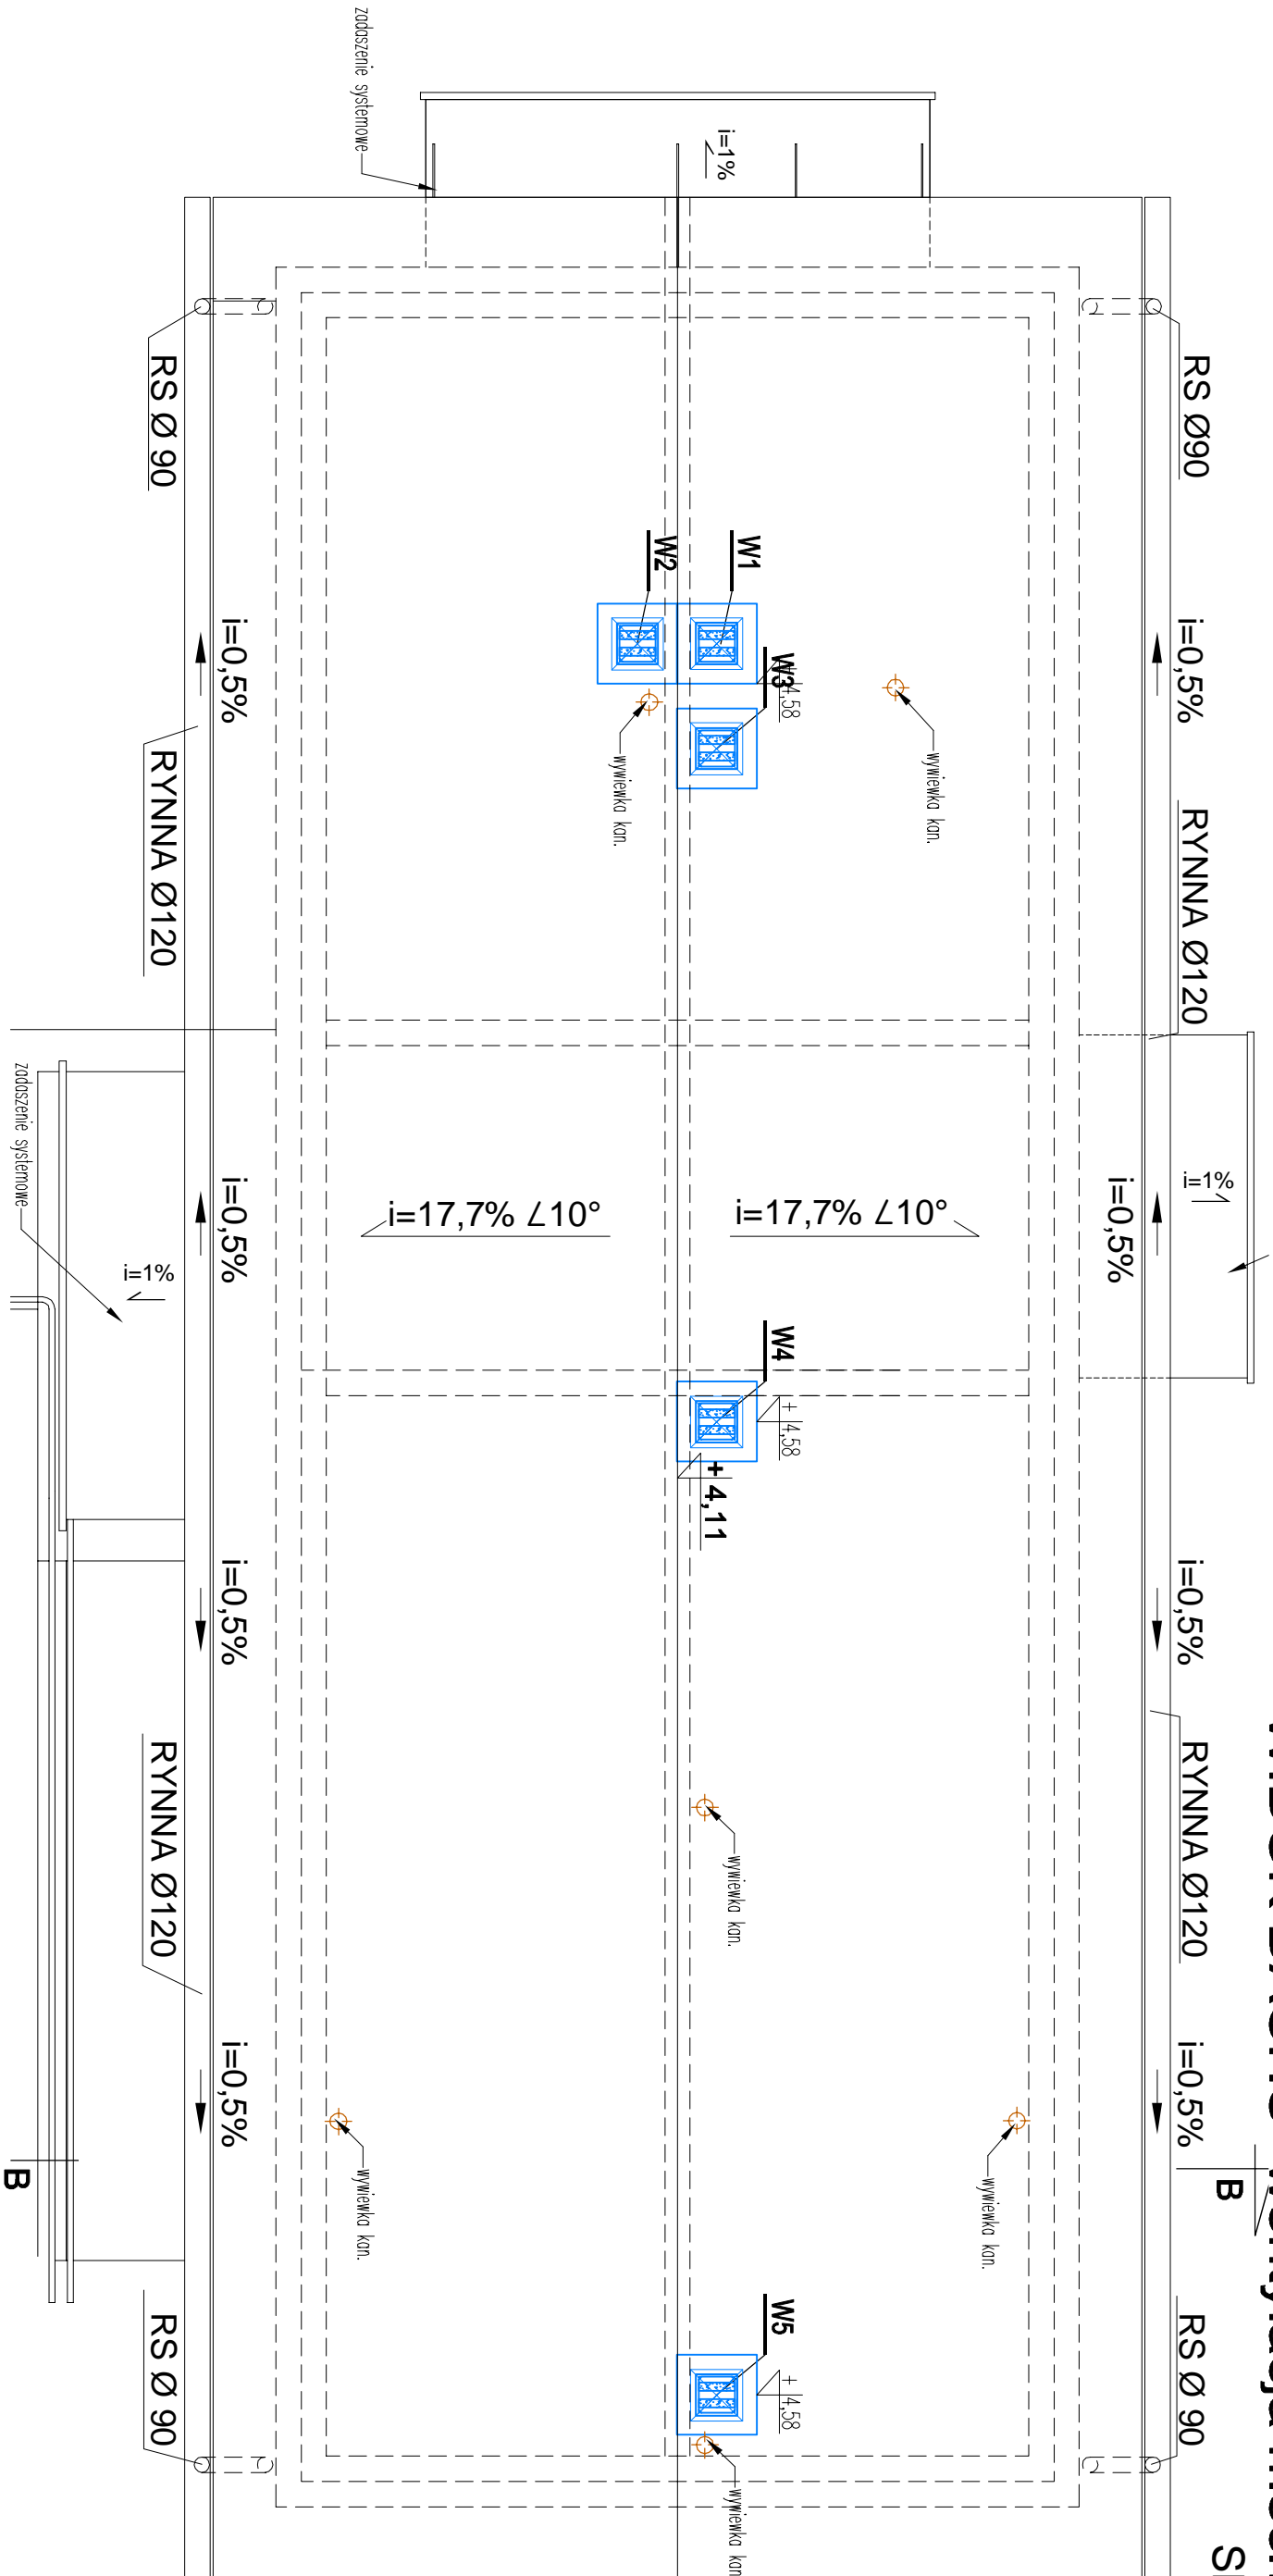 zadaszenie systemowe
i=1%
RS Ø 90
RS Ø90
W2
W1
W3
4,58
i=0,5%
i=0,5%
wywiewka kan.
wywiewka kan.
RYNNA Ø120
RYNNA Ø120
zadaszenie systemowe
i=0,5%
i=17,7% ∠10°
i=17,7% ∠10°
i=0,5%
i=1%
i=1%
W4
+ 4,58
+ 4,11
i=0,5%
i=0,5%
RYNNA Ø120
RYNNA Ø120
wywiewka kan.
i=0,5%
i=0,5%
wywiewka kan.
wywiewka kan.
B
B
RS Ø 90
RS Ø 90
W5
+ 4,58
wywiewka kan